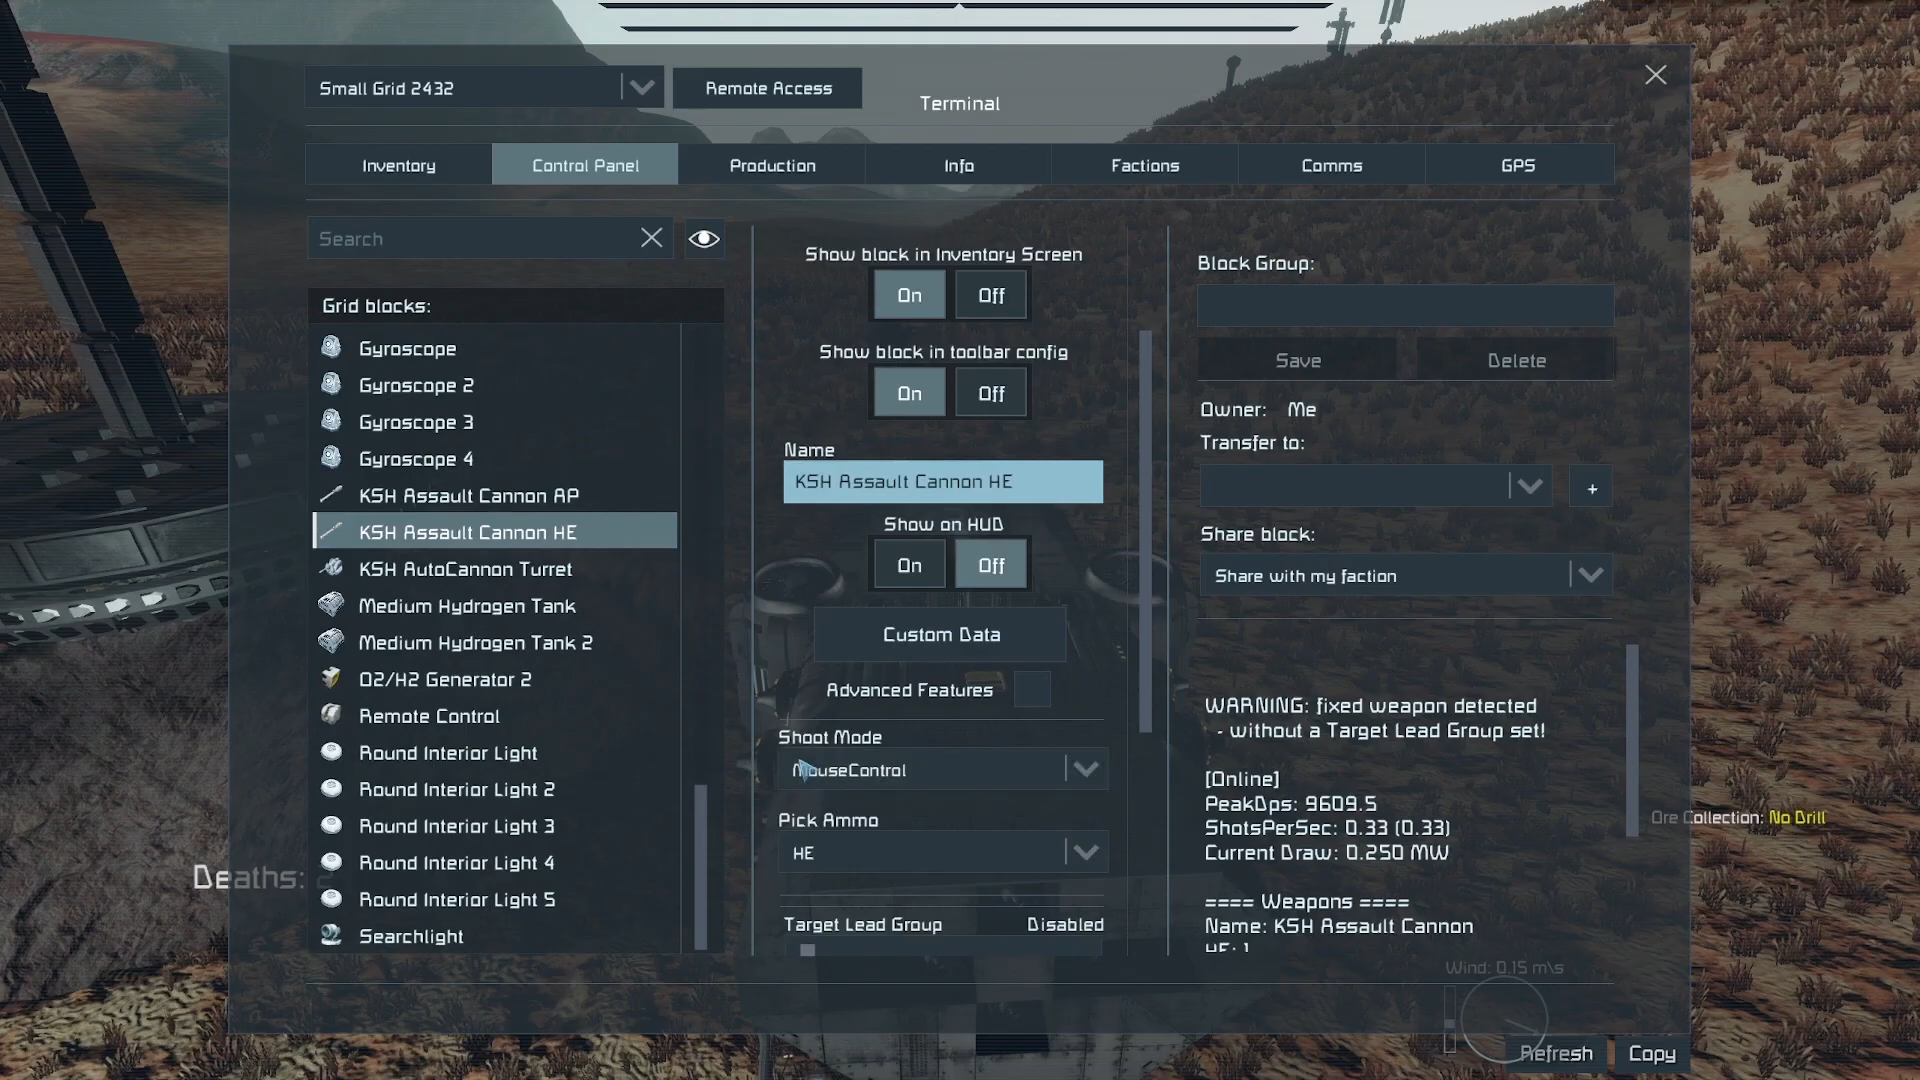 Small Grid 2432
Remote Access
Terminal
Inventory
Control Panel
Production
Info
Factions
Comms
GPS
Search
Grid blocks:
Gyroscope
Gyroscope 2
Gyroscope 3
Gyroscope 4
KSH Assault Cannon AP
KSH Assault Cannon HE
KSH AutoCannon Turret
Medium Hydrogen Tank
Medium Hydrogen Tank 2
O2/H2 Generator 2
Remote Control
Round Interior Light
Round Interior Light 2
Round Interior Light 3
Round Interior Light 4
Round Interior Light 5
Searchlight
Show block in Inventory Screen
On Off
Show block in toolbar config
On Off
Name
KSH Assault Cannon HE
Show on HUD
On Off
Custom Data
Advanced Features
Shoot Mode
MouseControl
Pick Ammo
HE
Target Lead Group Disabled
Block Group:
Save Delete
Owner: Me
Transfer to:
+
Share block:
Share with my faction
WARNING: fixed weapon detected
- without a Target Lead Group set!
[Online]
PeakDps: 9609.5
ShotsPerSec: 0.33 (0.33)
Current Draw: 0.250 MW
==== Weapons ====
Name: KSH Assault Cannon
HE: 1
Ore Collection: No Drill
Deaths:
Wind: 0.15 m\s
Refresh
Copy